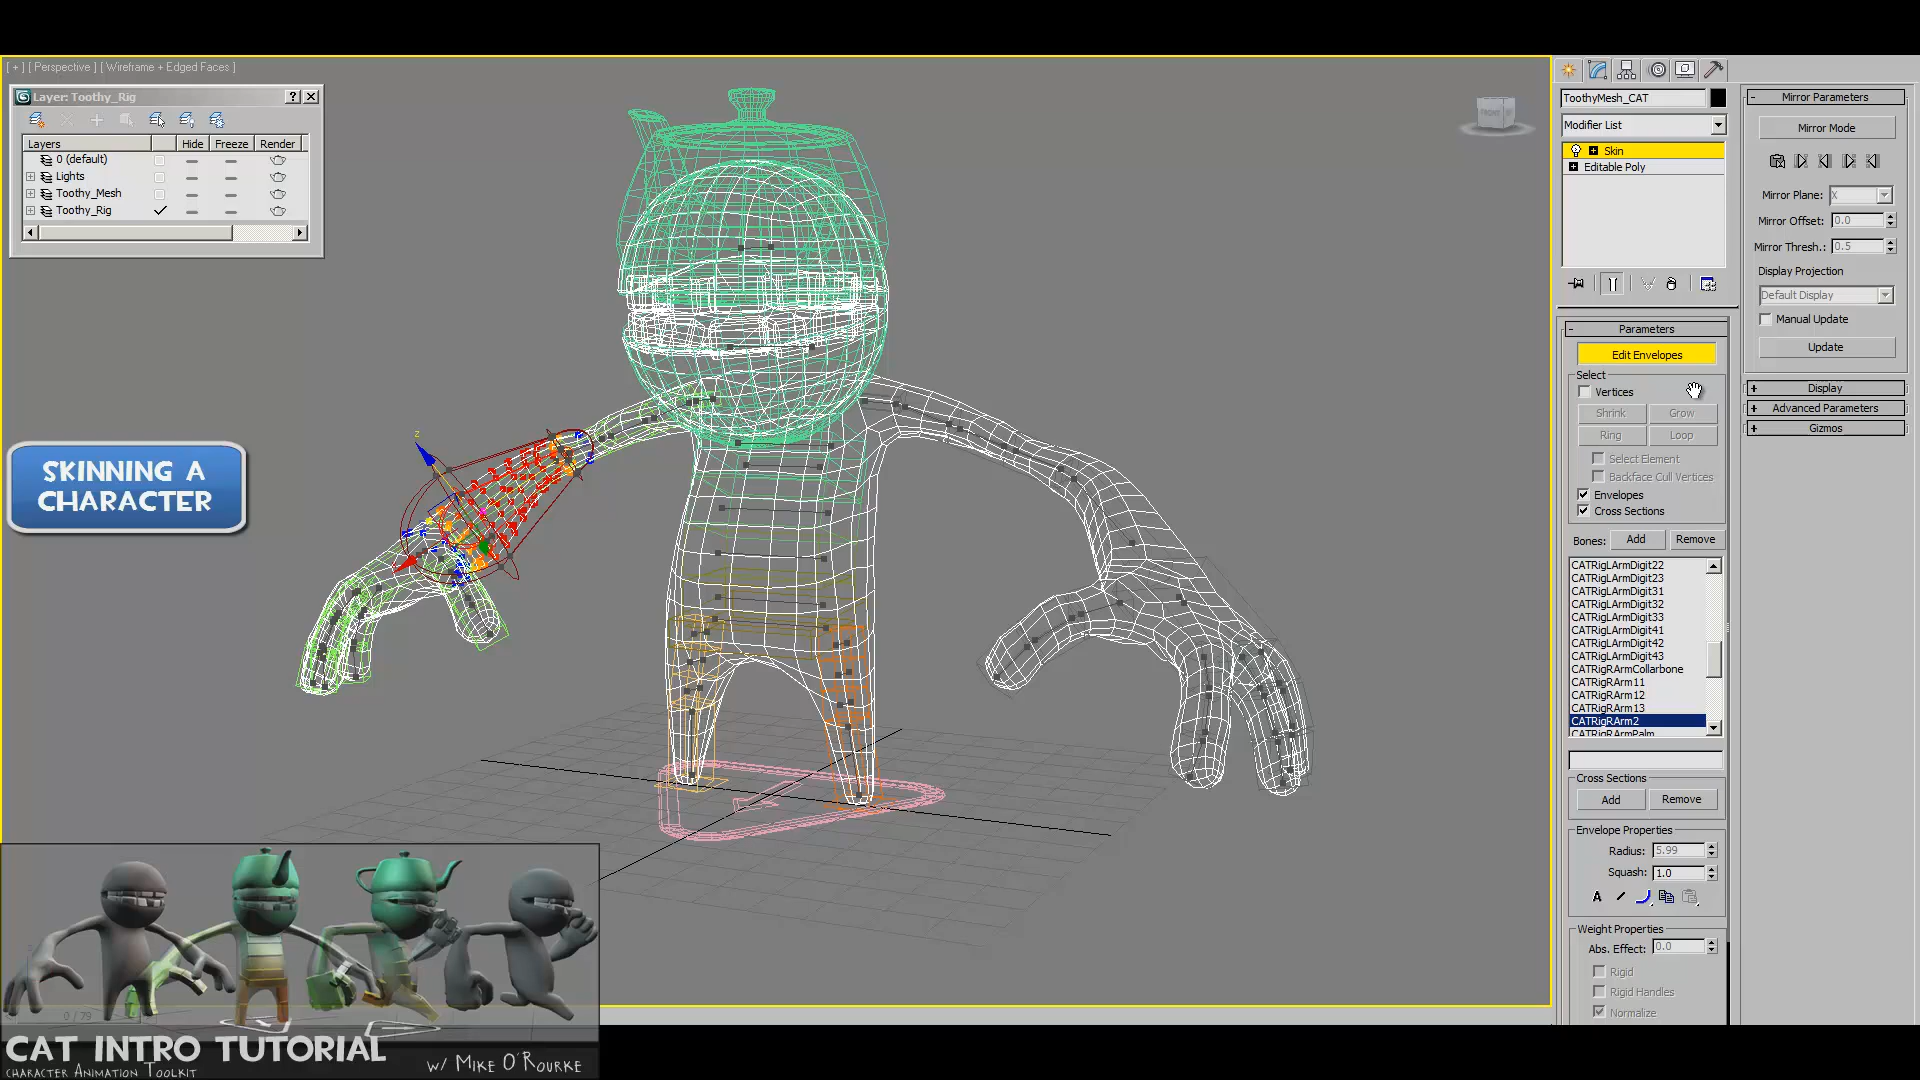 [ + ] [ Perspective ] [ Wireframe + Edged Faces ]
Layer: Toothy_Rig
?
Layers Hide Freeze Render
0 (default)
Lights
Toothy_Mesh
Toothy_Rig
z
SKINNING A
CHARACTER
0 / 79
CAT INTRO TUTORIAL
CHARACTER ANIMATION TOOLKIT
W/ MIKE O'ROURKE
ToothyMesh_CAT
Modifier List
Skin
Editable Poly
Parameters
Edit Envelopes
Select
Vertices
Shrink Grow
Ring Loop
Select Element
Backface Cull Vertices
Envelopes
Cross Sections
Bones: Add Remove
CATRigLArmDigit22
CATRigLArmDigit23
CATRigLArmDigit31
CATRigLArmDigit32
CATRigLArmDigit33
CATRigLArmDigit41
CATRigLArmDigit42
CATRigLArmDigit43
CATRigRArmCollarbone
CATRigRArm11
CATRigRArm12
CATRigRArm13
CATRigRArm2
CATRigRArmPalm
Cross Sections
Add Remove
Envelope Properties
Radius: 5.99
Squash: 1.0
A
Weight Properties
Abs. Effect: 0.0
Rigid
Rigid Handles
Normalize
Mirror Parameters
Mirror Mode
Mirror Plane: X
Mirror Offset: 0.0
Mirror Thresh.: 0.5
Display Projection
Default Display
Manual Update
Update
Display
Advanced Parameters
Gizmos